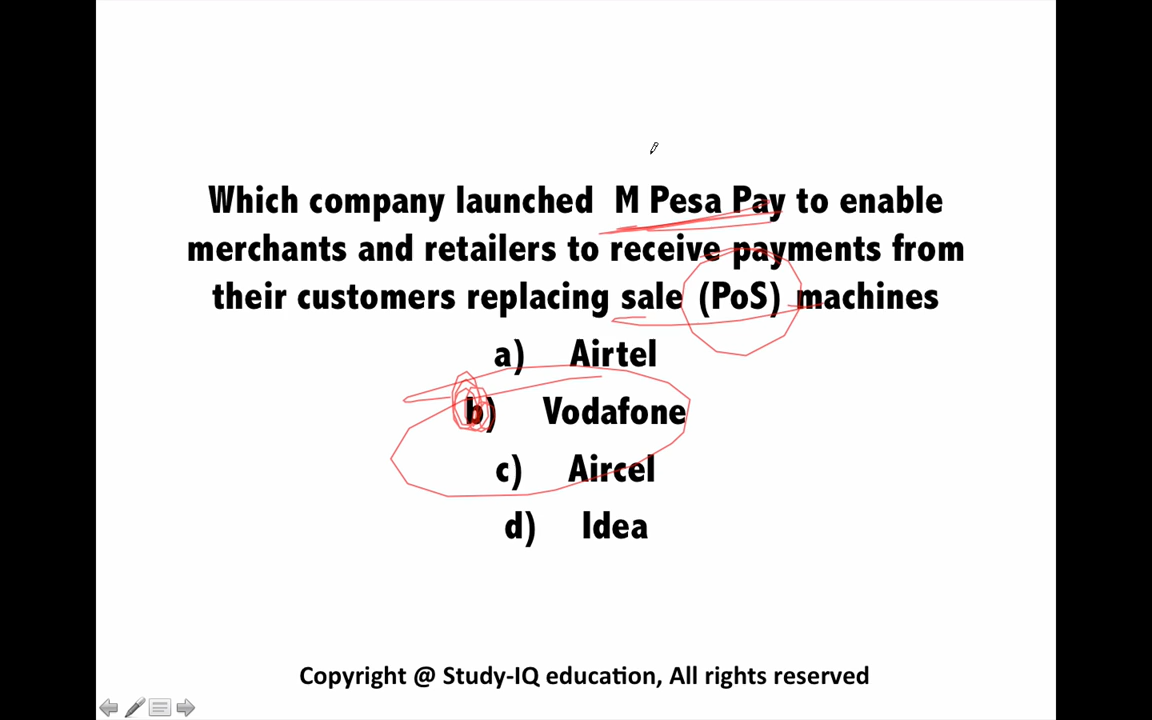 Which company launched M Pesa Pay to enable
merchants and retailers to receive payments from
their customers replacing sale (PoS) machines
a) Airtel
b) Vodafone
c) Aircel
d) Idea
Copyright @ Study-IQ education, All rights reserved